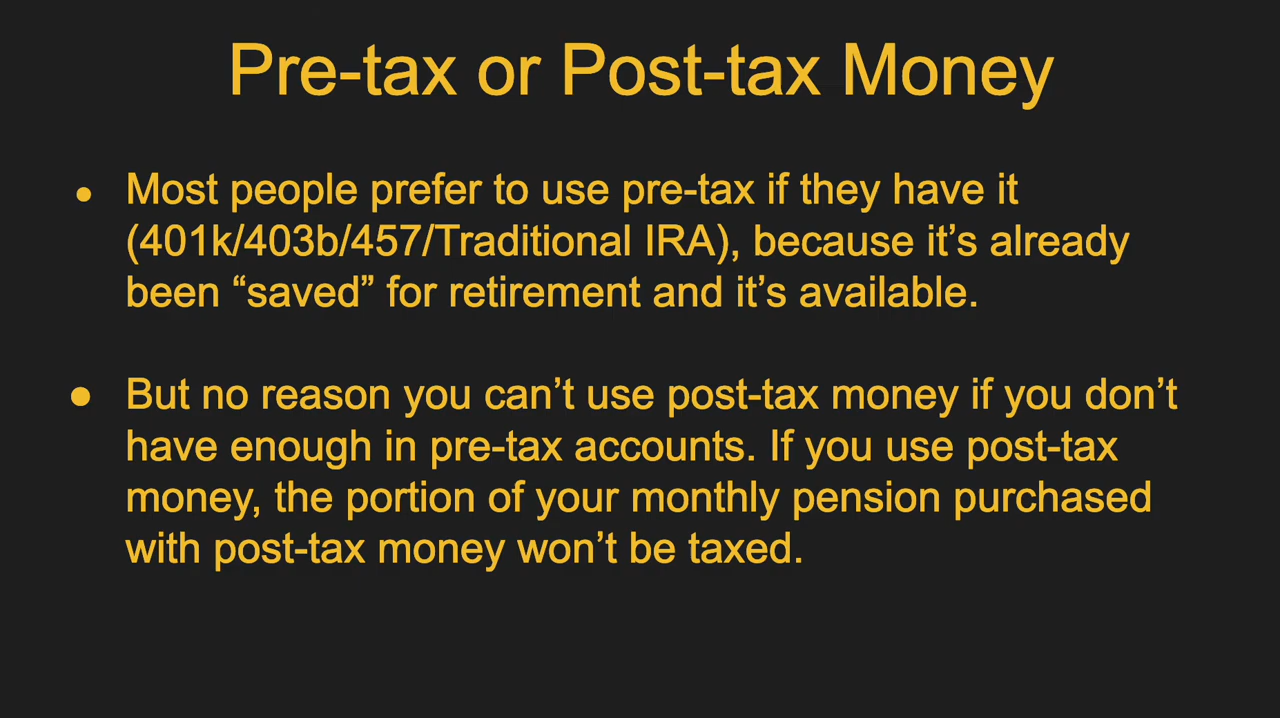 Pre-tax or Post-tax Money
● Most people prefer to use pre-tax if they have it
(401k/403b/457/Traditional IRA), because it’s already
been “saved” for retirement and it’s available.
● But no reason you can’t use post-tax money if you don’t
have enough in pre-tax accounts. If you use post-tax
money, the portion of your monthly pension purchased
with post-tax money won’t be taxed.